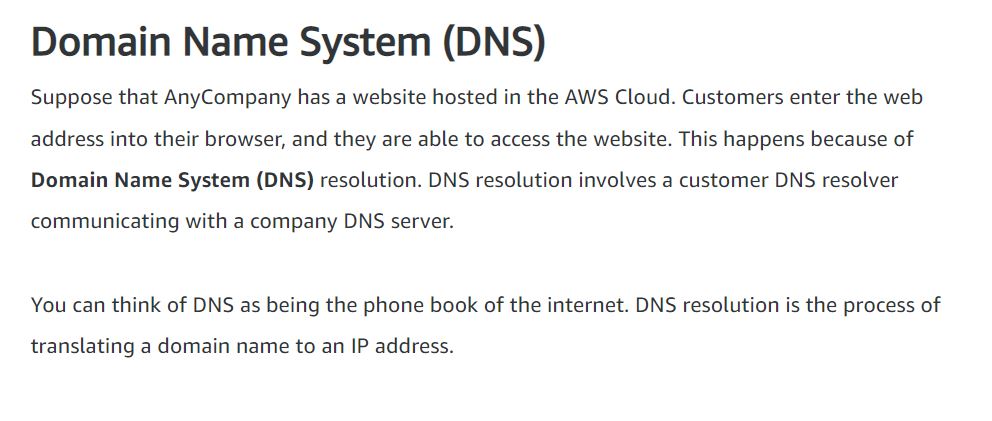 Domain Name System (DNS)
Suppose that AnyCompany has a website hosted in the AWS Cloud. Customers enter the web
address into their browser, and they are able to access the website. This happens because of
Domain Name System (DNS) resolution. DNS resolution involves a customer DNS resolver
communicating with a company DNS server.
You can think of DNS as being the phone book of the internet. DNS resolution is the process of
translating a domain name to an IP address.